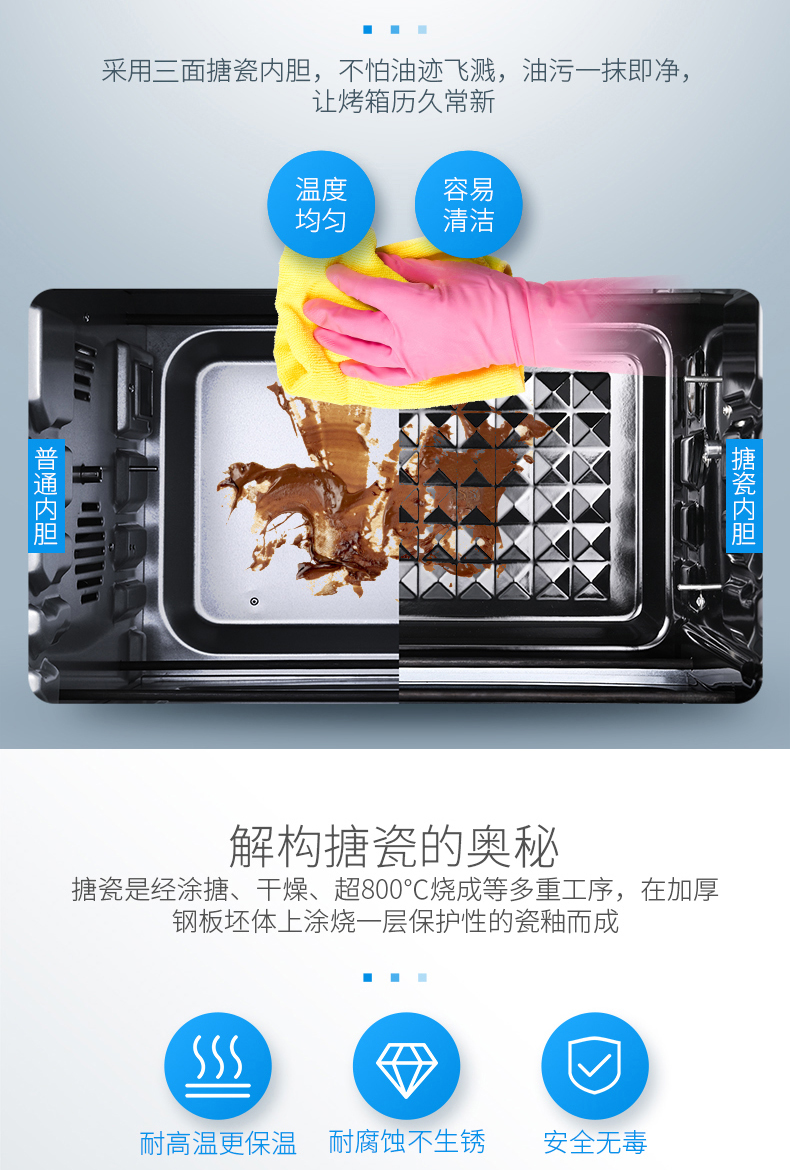 采用三面搪瓷内胆，不怕油迹飞溅，油污一抹即净，
让烤箱历久常新
温度
均匀
容易
清洁
普通内胆
搪瓷内胆
解构搪瓷的奥秘
搪瓷是经涂搪、干燥、超800℃烧成等多重工序，在加厚
钢板坯体上涂烧一层保护性的瓷釉而成
耐高温更保温
耐腐蚀不生锈
安全无毒